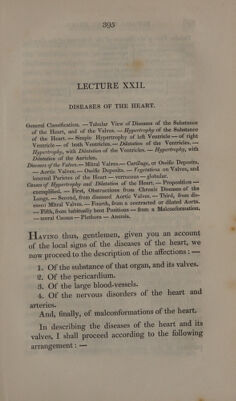 395
LECTURE XXII.
DISEASES OF THE HEART.
General Classification. — Tabular View of Diseases of the Substance
of the Heart, and of the Valves. — Hypertrophy of the Substance
of the Heart. — Simple Hypertrophy of left Ventricle — of right
Ventricle — of both Ventricles. — Dilatation of the Ventricles. —
Hypertrophy, with Dilatation of the Ventricles. — Hypertrophy, with
Dilatation of the Auricles.
Diseases of the Valves. — Mitral Valves. — Cartilage, or Ossific Deposits.
— Aortic Valves. — Ossific Deposits. — Vegetations on Valves, and
internal Parietes of the Heart — verrucous — globular.
Causes of Hypertrophy and Dilatation of the Heart. — Proposition —
exemplified. — First, Obstructions from Chronic Diseases of the
Lungs. — Second, from diseased Aortic Valves. — Third, from dis-
eased Mitral Valves. — Fourth, from a contracted or dilated Aorta.
— Fifth, from habitually bent Positions — from a Malconformation.
— moral Causes — Plethora — Anæmia.
HAVING thus, gentlemen, given you an account
of the local signs of the diseases of the heart, we
now proceed to the description of the affections: —
1. Of the substance of that organ, and its valves.
2. Of the pericardium.
3. Of the large blood-vessels.
4. Of the nervous disorders of the heart and
arteries.
And, finally, of malconformations of the heart.
In describing the diseases of the heart and its
valves, I shall proceed according to the following
arrangement: —